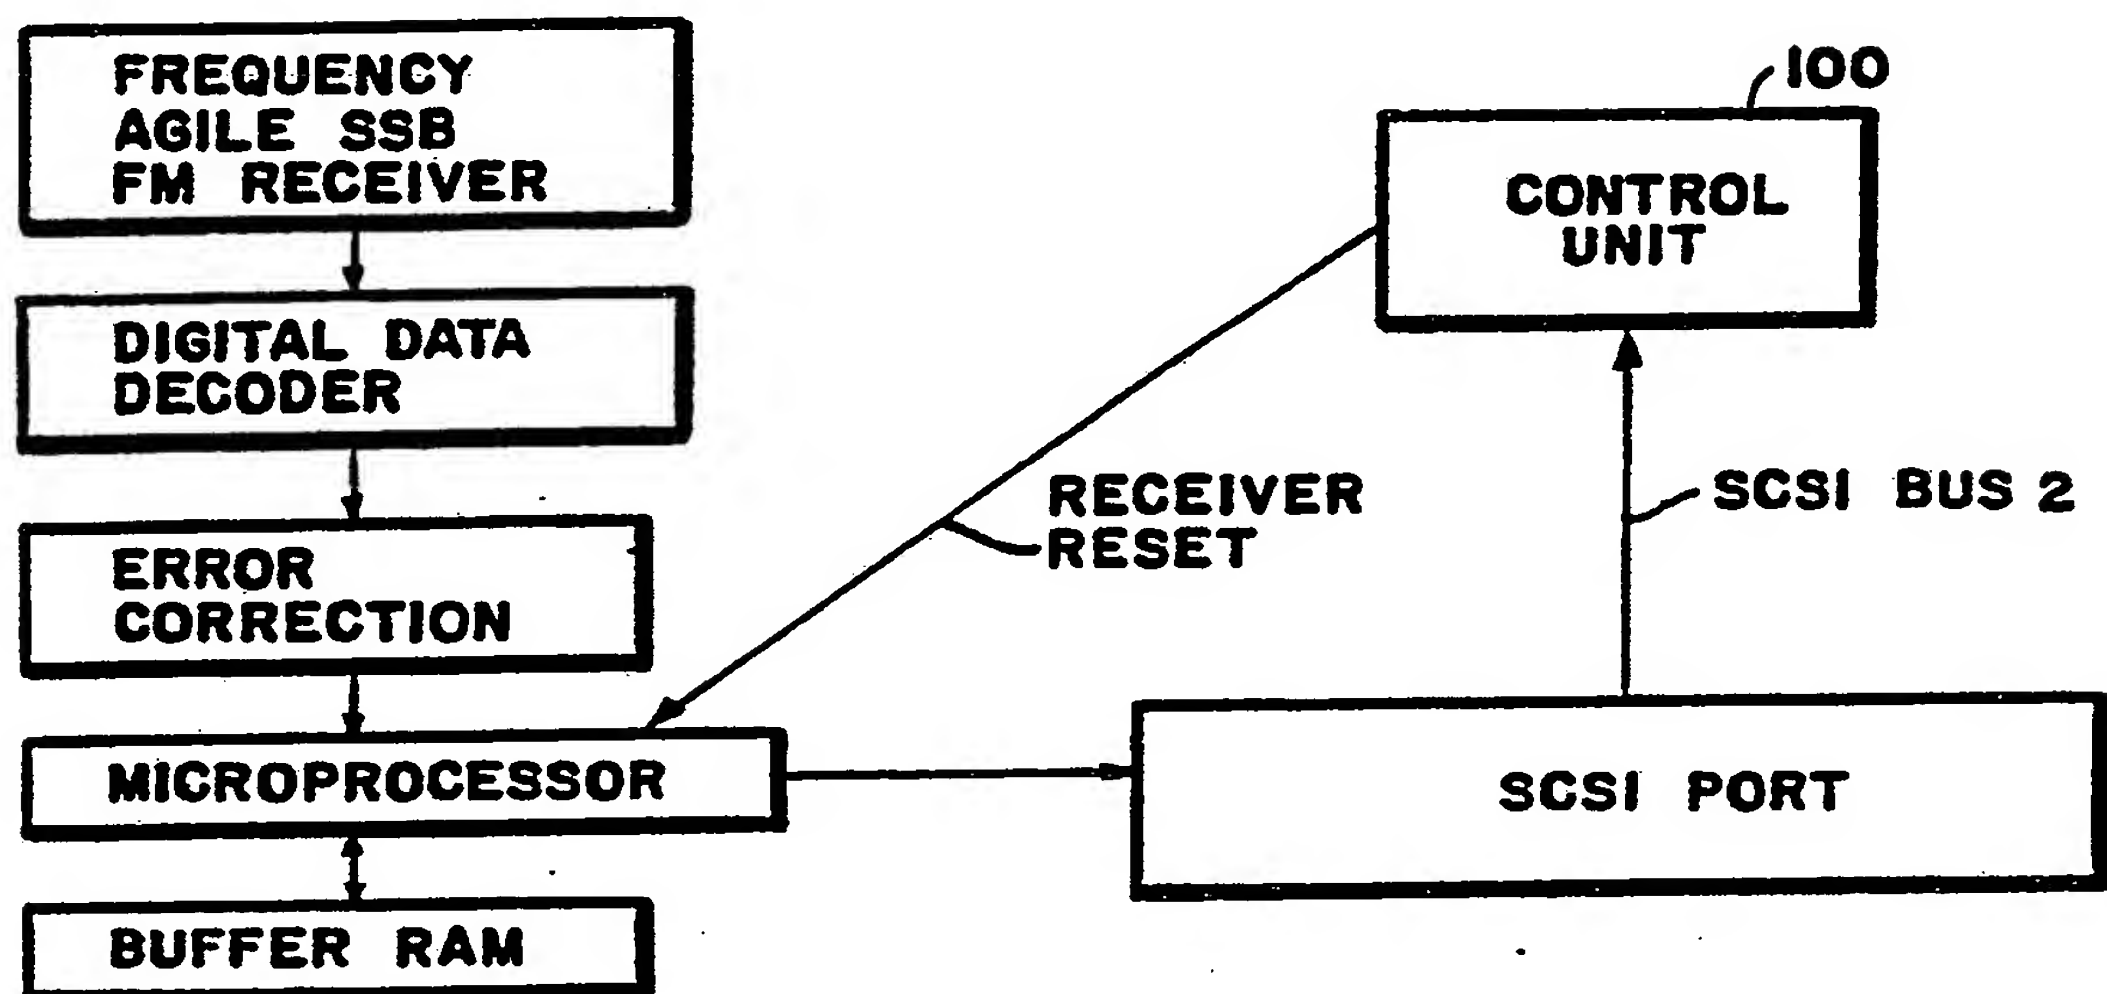 FREQUENCY
AGILE SSB
FM RECEIVER
DIGITAL DATA
DECODER
ERROR
CORRECTION
MICROPROCESSOR
BUFFER RAM
RECEIVER
RESET
100
CONTROL
UNIT
SCSI BUS 2
SCSI PORT